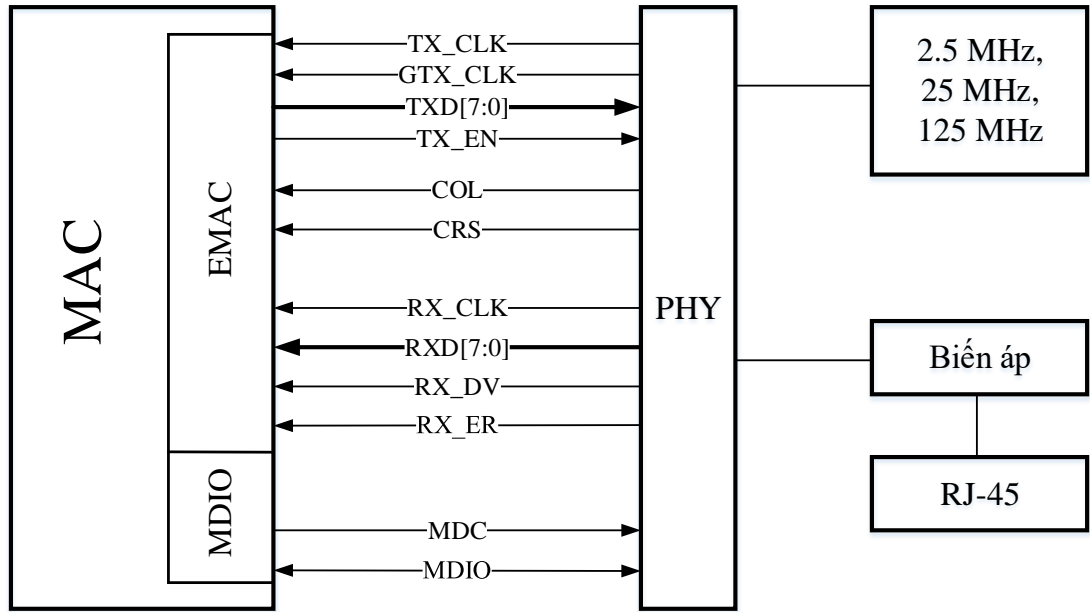 MAC
EMAC
MDIO
TX_CLK
GTX_CLK
TXD[7:0]
TX_EN
COL
CRS
RX_CLK
RXD[7:0]
RX_DV
RX_ER
MDC
MDIO
PHY
2.5 MHz,
25 MHz,
125 MHz
Biến áp
RJ-45